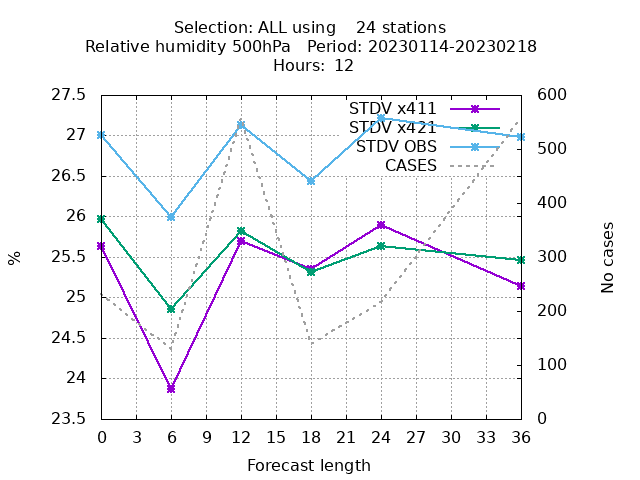 Selection: ALL using 24 stations
Relative humidity 500hPa Period: 20230114-20230218
Hours: 12
27.5
27
26.5
26
25.5
25
24.5
24
23.5
%
STDV x411
STDV x421
STDV OBS
CASES
600
500
400
300
200
100
0
No cases
0 3 6 9 12 15 18 21 24 27 30 33 36
Forecast length